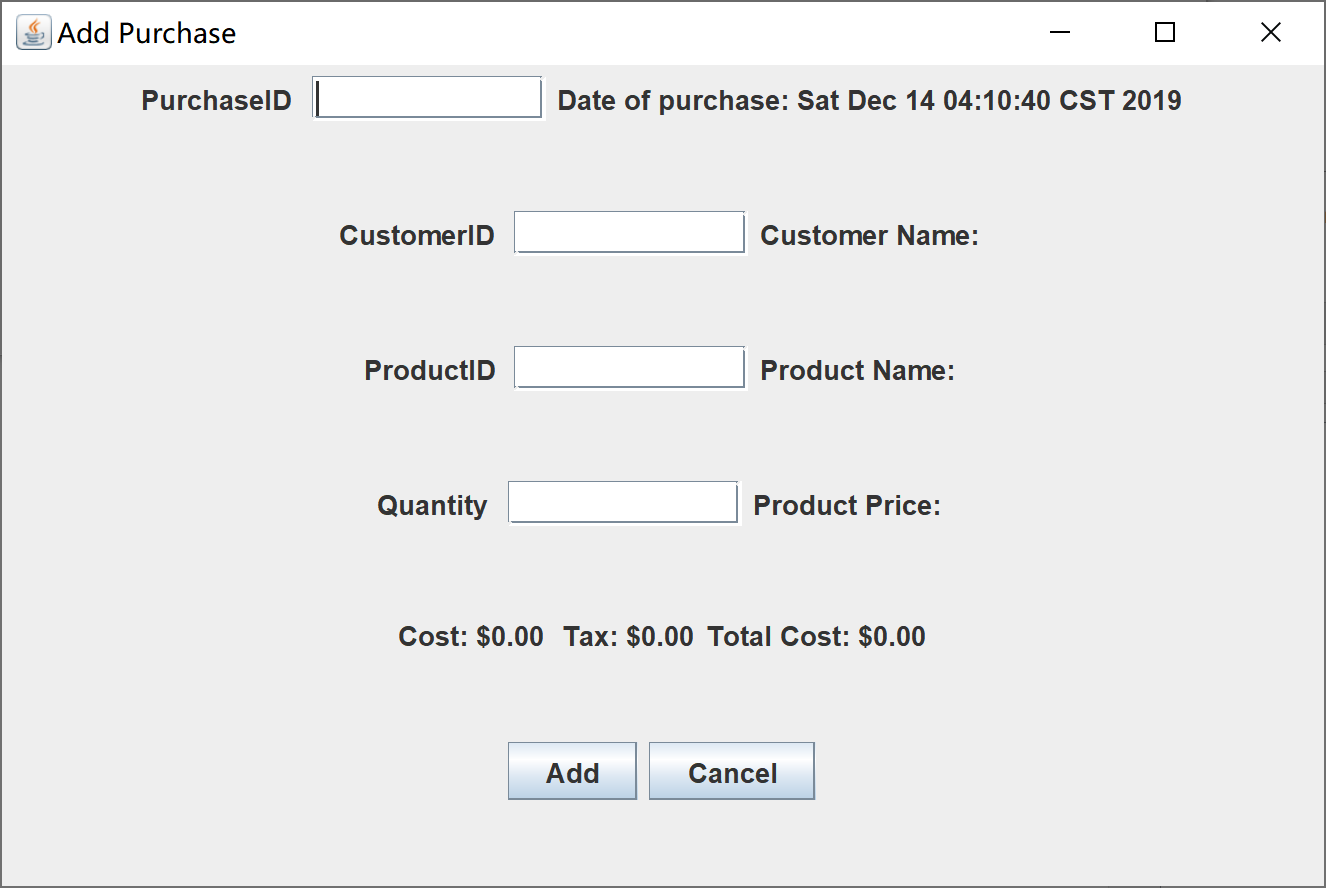 Add Purchase
PurchaseID Date of purchase: Sat Dec 14 04:10:40 CST 2019
CustomerID Customer Name:
ProductID Product Name:
Quantity Product Price:
Cost: $0.00 Tax: $0.00 Total Cost: $0.00
Add Cancel